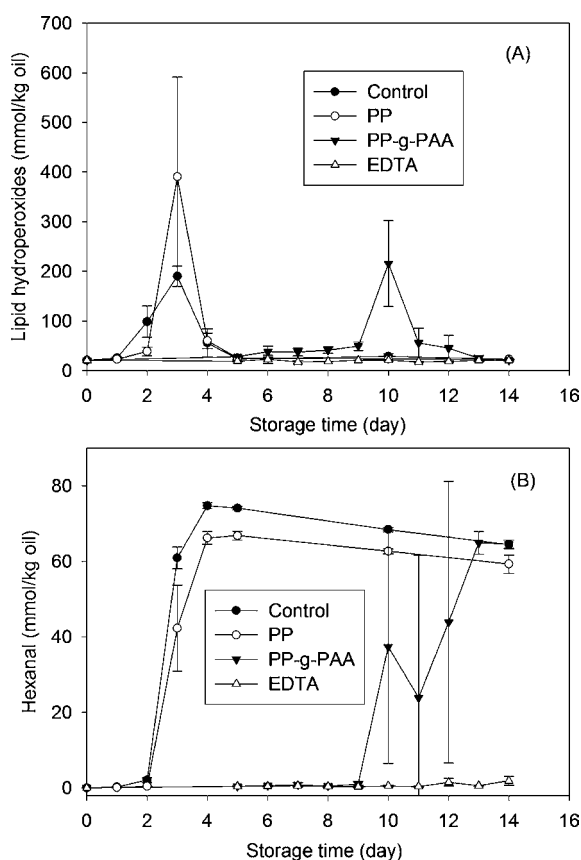 700
600
500
400
300
200
100
0
Lipid hydroperoxides (mmol/kg oil)
(A)
Control
PP
PP-g-PAA
EDTA
0 2 4 6 8 10 12 14 16
Storage time (day)
80
60
40
20
0
Hexanal (mmol/kg oil)
(B)
Control
PP
PP-g-PAA
EDTA
0 2 4 6 8 10 12 14 16
Storage time (day)